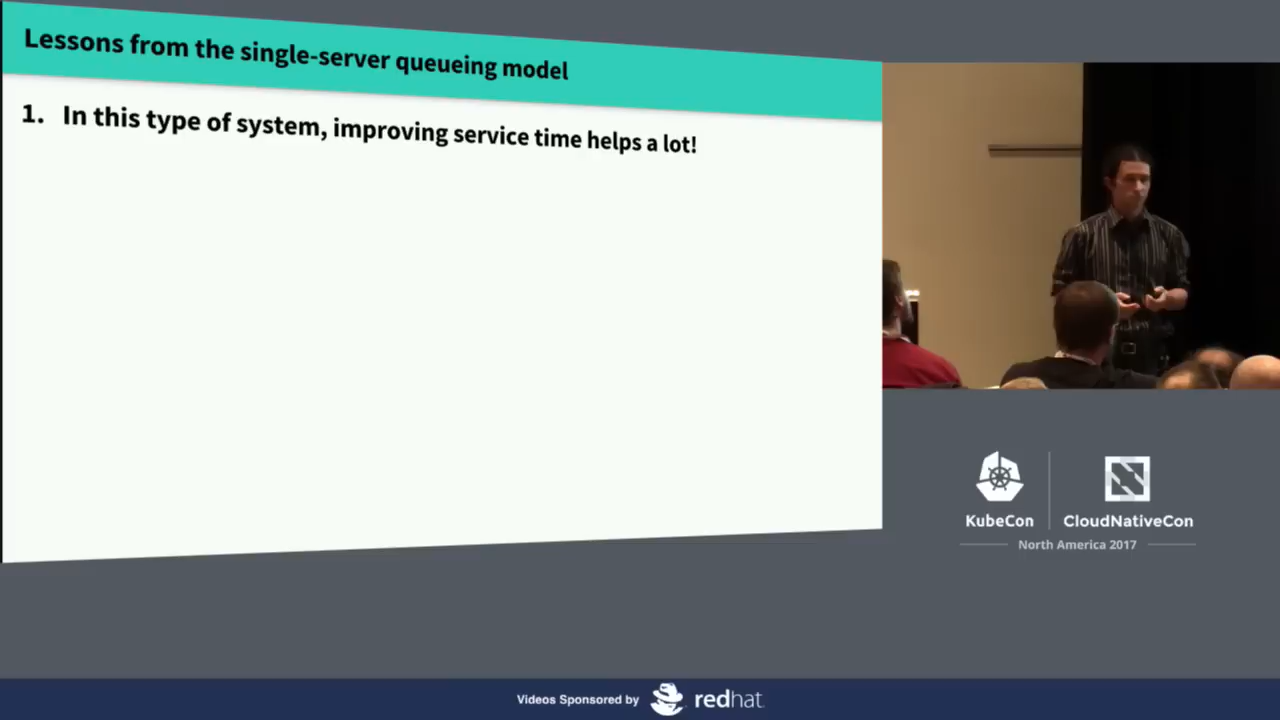 Lessons from the single-server queueing model
1. In this type of system, improving service time helps a lot!
KubeCon
CloudNativeCon
North America 2017
Videos Sponsored by
redhat.